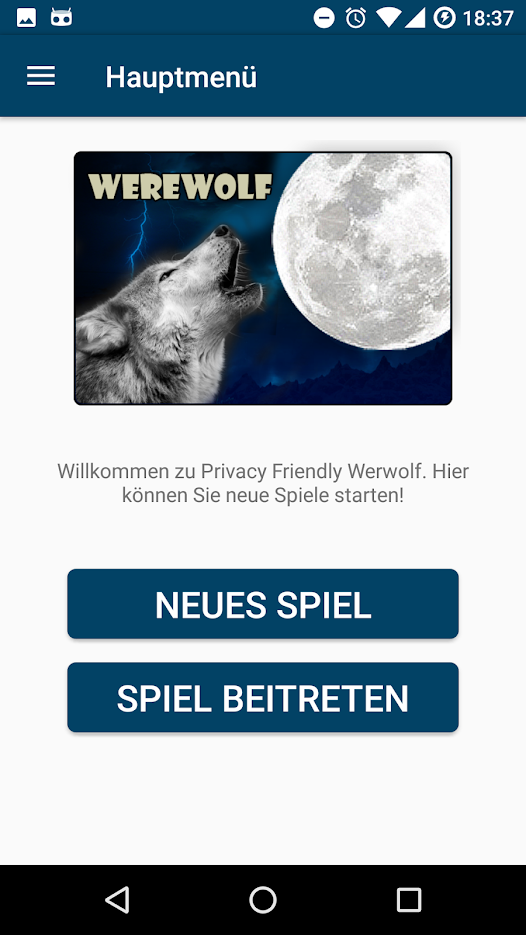 18:37
Hauptmenü
WEREWOLF
Willkommen zu Privacy Friendly Werwolf. Hier
können Sie neue Spiele starten!
NEUES SPIEL
SPIEL BEITRETEN